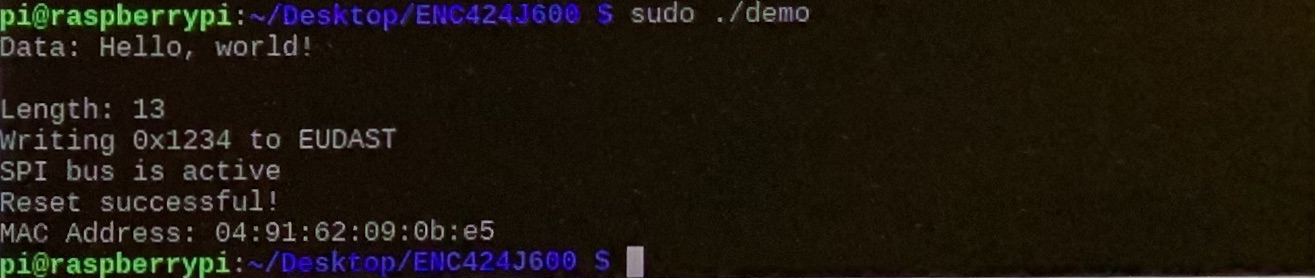 pi@raspberrypi:~/Desktop/ENC424J600 $ sudo ./demo
Data: Hello, world!
Length: 13
Writing 0x1234 to EUDAST
SPI bus is active
Reset successful!
MAC Address: 04:91:62:09:0b:e5
pi@raspberrypi:~/Desktop/ENC424J600 $